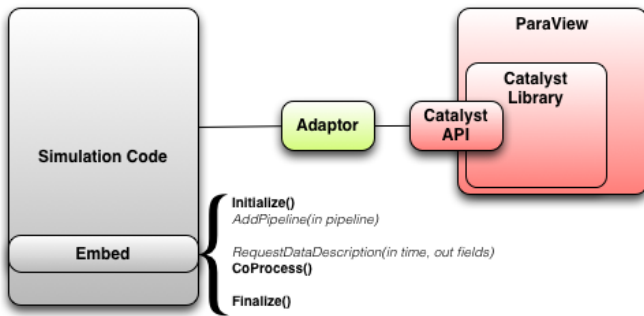 ParaView
Catalyst
Library
Adaptor
Catalyst
API
Simulation Code
Embed
Initialize()
AddPipeline(in pipeline)
RequestDataDescription(in time, out fields)
CoProcess()
Finalize()